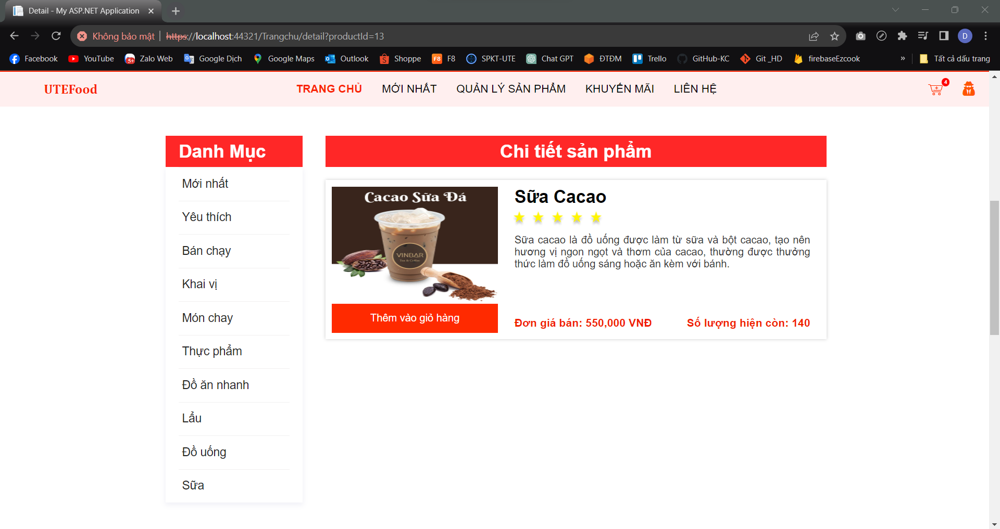 Detail - My ASP.NET Application
Không bảo mật | https://localhost:44321/Trangchu/detail?productId=13
D
Facebook YouTube Zalo Web Google Dịch Google Maps Outlook Shoppe F8 SPKT-UTE Chat GPT ĐTĐM Trello GitHub-KC Git _HD firebaseEzcook » Tất cả dấu trang
UTEFood TRANG CHỦ MỚI NHẤT QUẢN LÝ SẢN PHẨM KHUYẾN MÃI LIÊN HỆ 4
Danh Mục
Mới nhất
Yêu thích
Bán chạy
Khai vị
Món chay
Thực phẩm
Đồ ăn nhanh
Lẩu
Đồ uống
Sữa
Chi tiết sản phẩm
Cacao Sữa Đá
VINBAR
Tea & Coffee
Thêm vào giỏ hàng
Sữa Cacao
Sữa cacao là đồ uống được làm từ sữa và bột cacao, tạo nên
hương vị ngon ngọt và thơm của cacao, thường được thưởng
thức làm đồ uống sáng hoặc ăn kèm với bánh.
Đơn giá bán: 550,000 VNĐ Số lượng hiện còn: 140